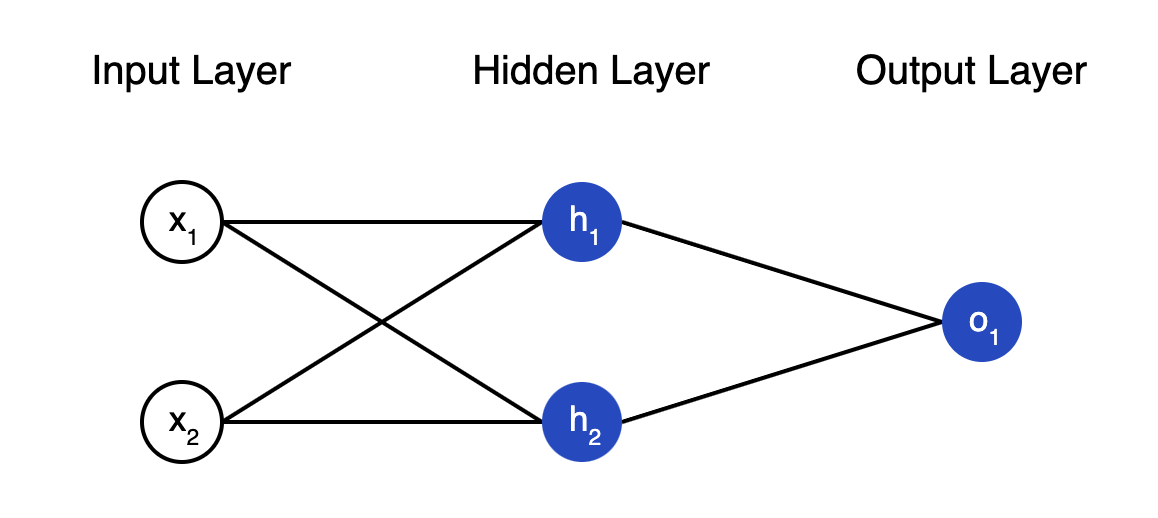 Input Layer
Hidden Layer
Output Layer
x₁
h₁
o₁
x₂
h₂